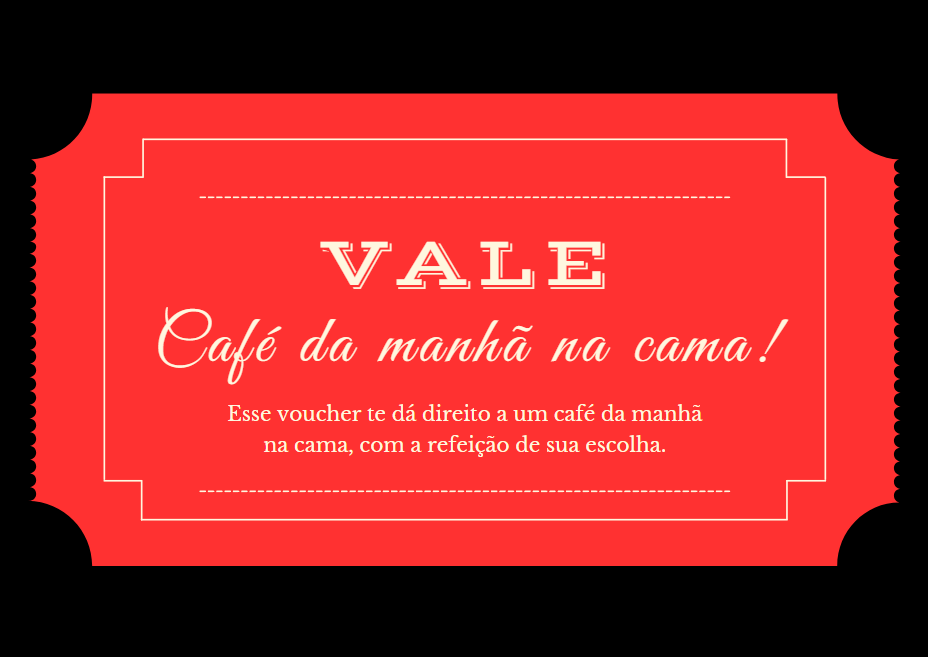 VALE
Café da manhã na cama!
Esse voucher te dá direito a um café da manhã
na cama, com a refeição de sua escolha.